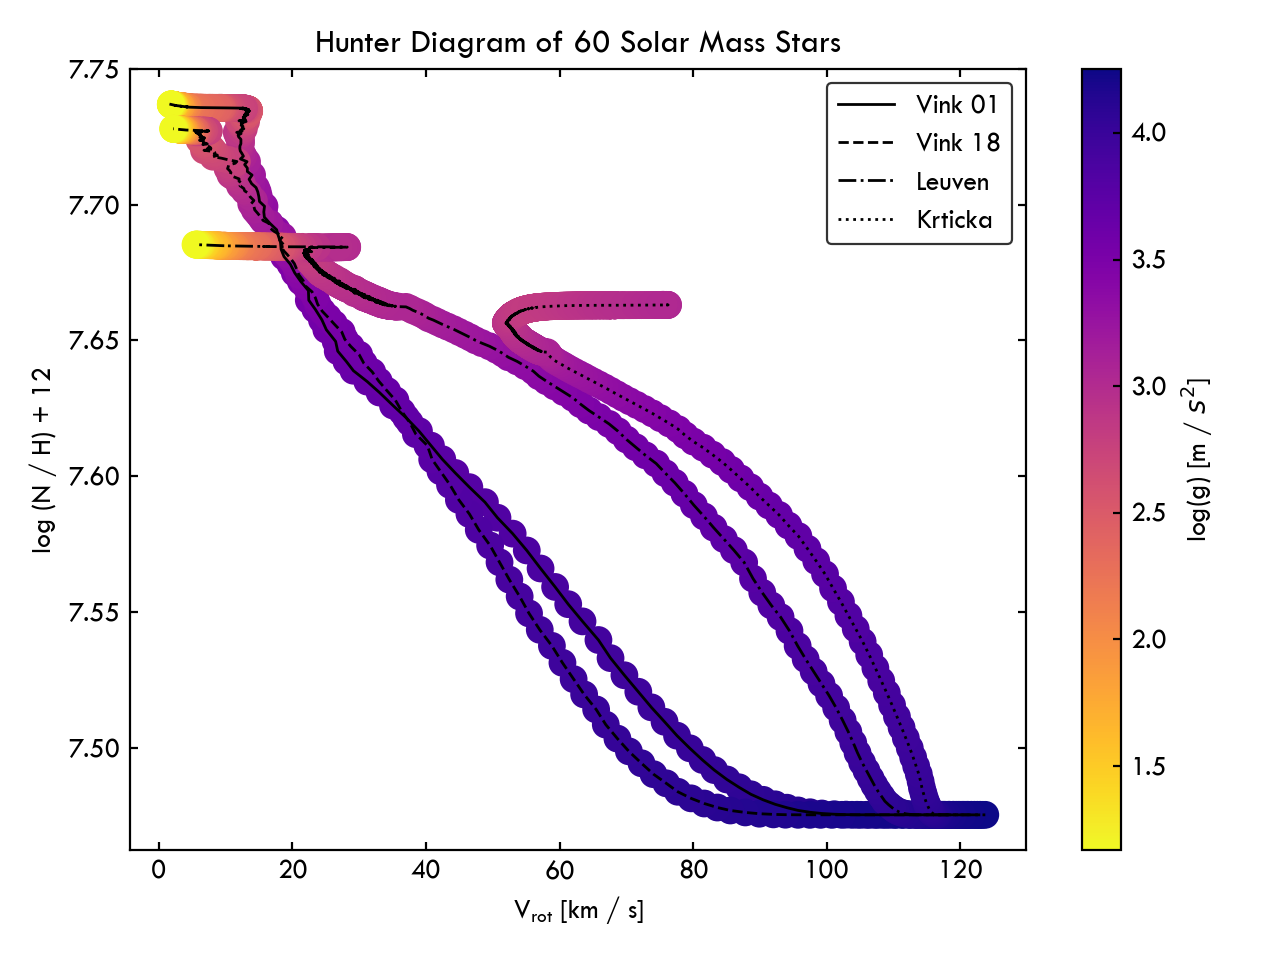 Hunter Diagram of 60 Solar Mass Stars
7.75
7.70
7.65
7.60
7.55
7.50
log (N / H) + 12
0 20 40 60 80 100 120
V_rot [km / s]
Vink 01
Vink 18
Leuven
Krticka
4.0
3.5
3.0
2.5
2.0
1.5
log(g) [m / s²]